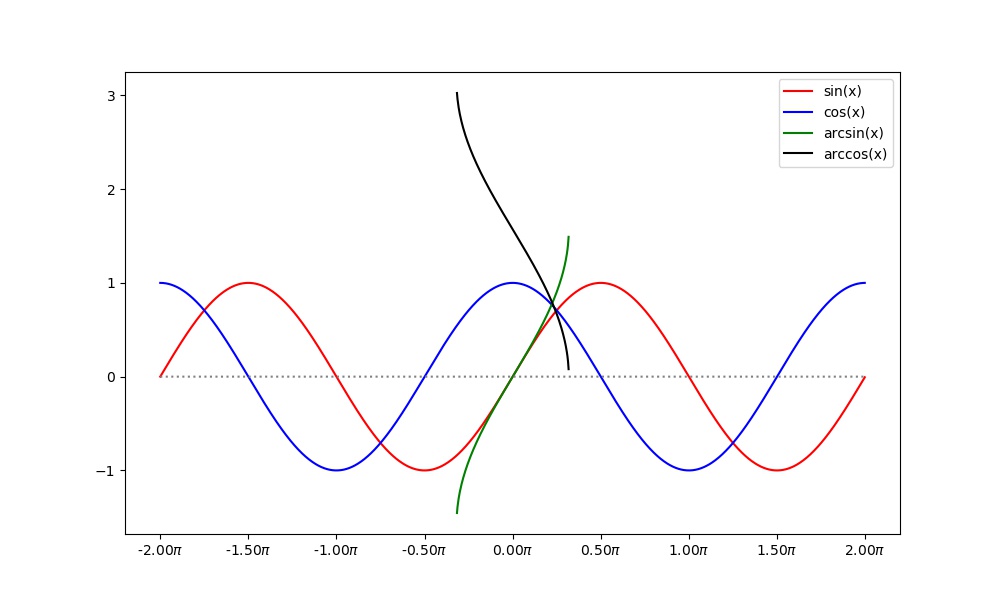 3
2
1
0
−1
sin(x)
cos(x)
arcsin(x)
arccos(x)
-2.00π
-1.50π
-1.00π
-0.50π
0.00π
0.50π
1.00π
1.50π
2.00π